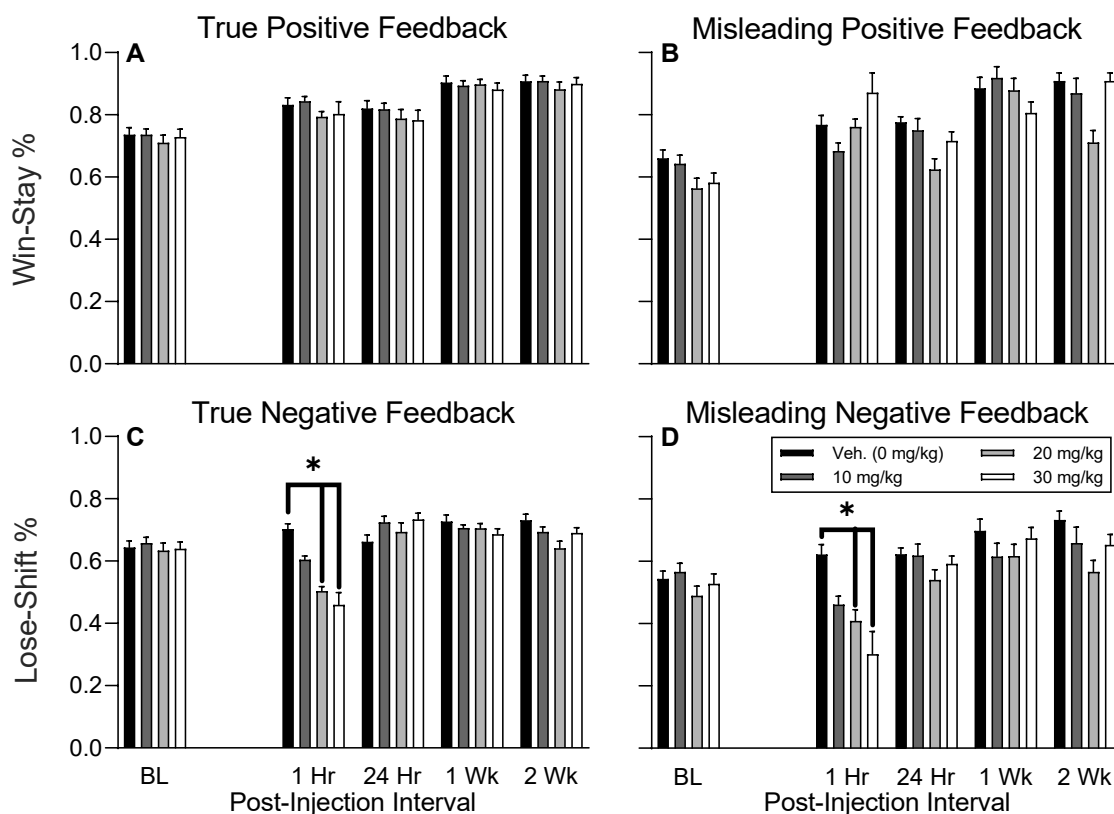 True Positive Feedback
Misleading Positive Feedback
A
B
Win-Stay %
1.0
0.8
0.6
0.4
0.2
0.0
True Negative Feedback
Misleading Negative Feedback
C
D
Lose-Shift %
1.0
0.8
0.6
0.4
0.2
0.0
*
Veh. (0 mg/kg)
10 mg/kg
20 mg/kg
30 mg/kg
*
BL 1 Hr 24 Hr 1 Wk 2 Wk
Post-Injection Interval
BL 1 Hr 24 Hr 1 Wk 2 Wk
Post-Injection Interval